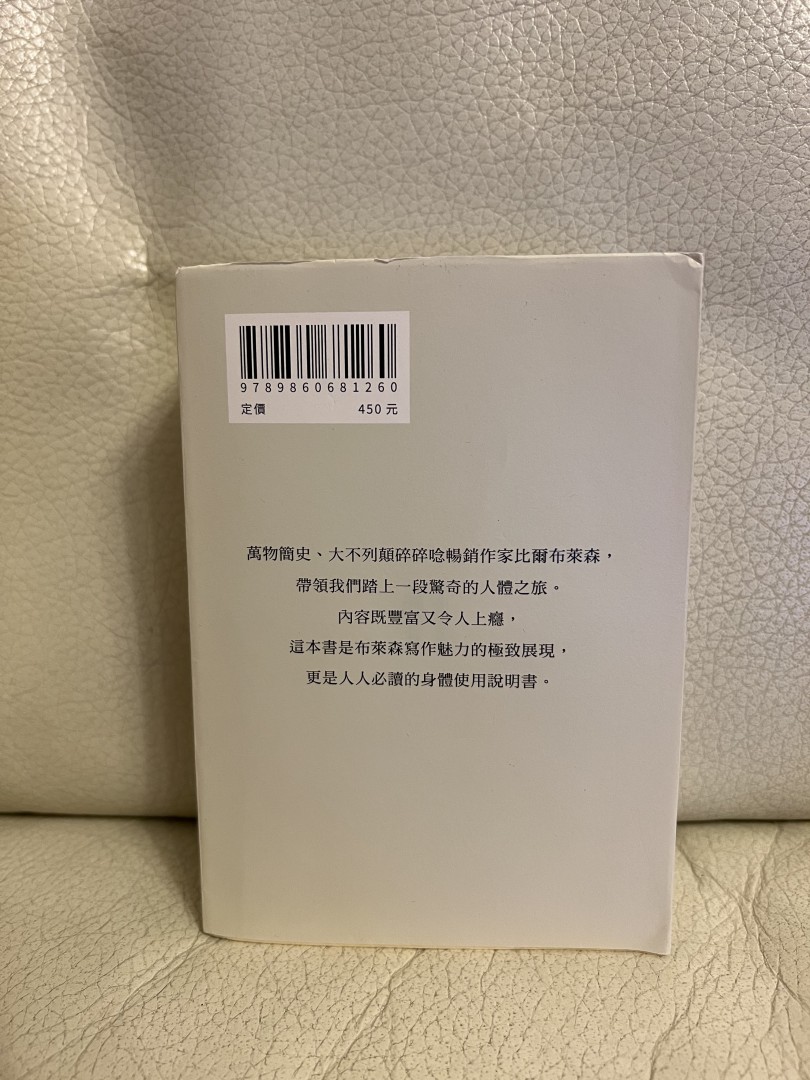 9789860681260
定價 450 元
萬物簡史、大不列顛碎碎唸暢銷作家比爾布萊森，
帶領我們踏上一段驚奇的人體之旅。
內容既豐富又令人上癮，
這本書是布萊森寫作魅力的極致展現，
更是人人必讀的身體使用說明書。